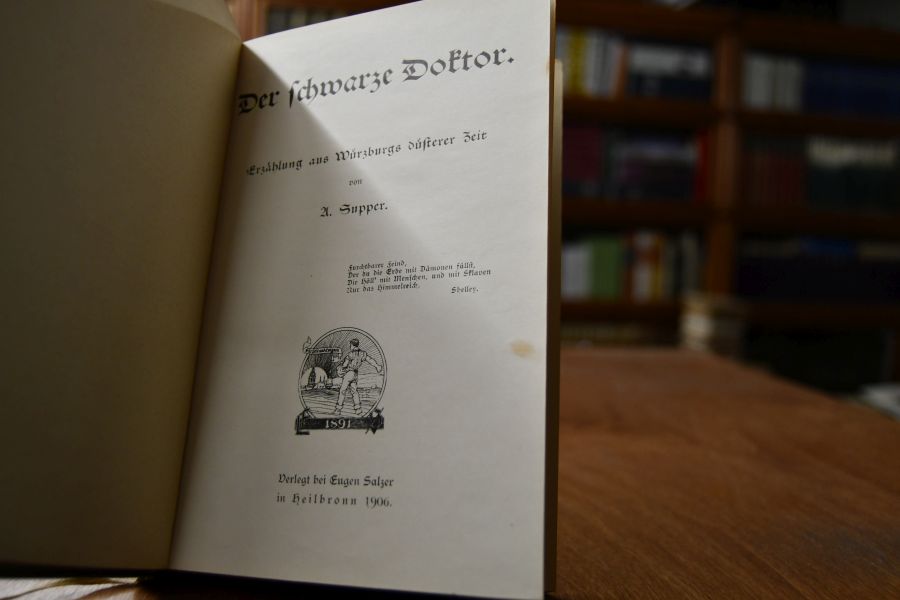 Der ſchwarze Doktor.
Erzählung aus Würzburgs düſterer Zeit
von
A. Supper.
Furchtbarer Feind,
Der du die Erde mit Dämonen füllſt,
Die Höll' mit Menſchen, und mit Sklaven
Nur das Himmelreich.
Shelley.
1891
Verlegt bei Eugen Salzer
in Heilbronn 1906.